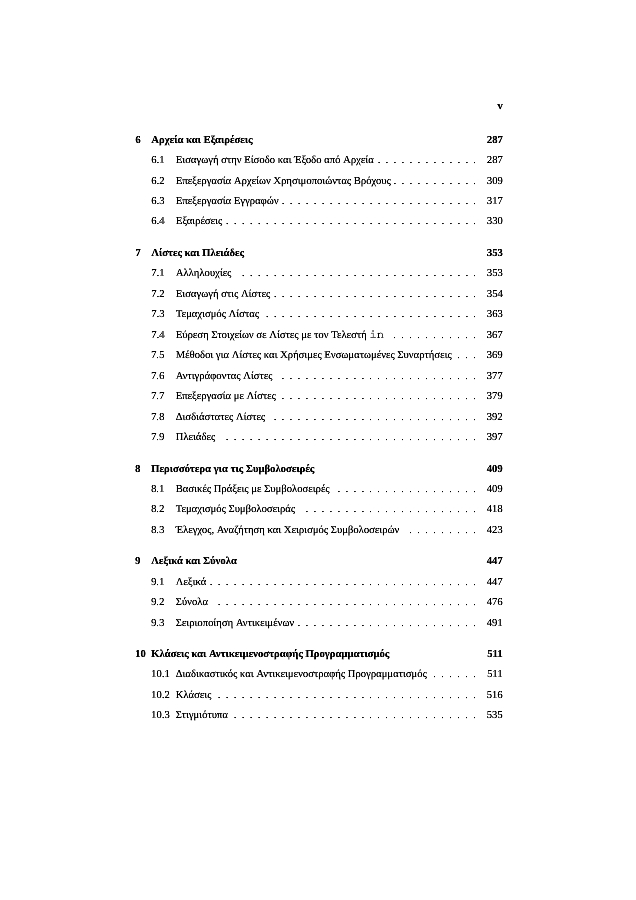 v
6 Αρχεία και Εξαιρέσεις 287
6.1 Εισαγωγή στην Είσοδο και Έξοδο από Αρχεία . . . . . . . . . . . . . 287
6.2 Επεξεργασία Αρχείων Χρησιμοποιώντας Βρόχους . . . . . . . . . . . 309
6.3 Επεξεργασία Εγγραφών . . . . . . . . . . . . . . . . . . . . . . . . . 317
6.4 Εξαιρέσεις . . . . . . . . . . . . . . . . . . . . . . . . . . . . . . . 330
7 Λίστες και Πλειάδες 353
7.1 Αλληλουχίες . . . . . . . . . . . . . . . . . . . . . . . . . . . . . 353
7.2 Εισαγωγή στις Λίστες . . . . . . . . . . . . . . . . . . . . . . . . . 354
7.3 Τεμαχισμός Λίστας . . . . . . . . . . . . . . . . . . . . . . . . . . 363
7.4 Εύρεση Στοιχείων σε Λίστες με τον Τελεστή in . . . . . . . . . . . 367
7.5 Μέθοδοι για Λίστες και Χρήσιμες Ενσωματωμένες Συναρτήσεις . . . 369
7.6 Αντιγράφοντας Λίστες . . . . . . . . . . . . . . . . . . . . . . . . 377
7.7 Επεξεργασία με Λίστες . . . . . . . . . . . . . . . . . . . . . . . . 379
7.8 Δισδιάστατες Λίστες . . . . . . . . . . . . . . . . . . . . . . . . . 392
7.9 Πλειάδες . . . . . . . . . . . . . . . . . . . . . . . . . . . . . . . 397
8 Περισσότερα για τις Συμβολοσειρές 409
8.1 Βασικές Πράξεις με Συμβολοσειρές . . . . . . . . . . . . . . . . . . 409
8.2 Τεμαχισμός Συμβολοσειράς . . . . . . . . . . . . . . . . . . . . . 418
8.3 Έλεγχος, Αναζήτηση και Χειρισμός Συμβολοσειρών . . . . . . . . . 423
9 Λεξικά και Σύνολα 447
9.1 Λεξικά . . . . . . . . . . . . . . . . . . . . . . . . . . . . . . . . . 447
9.2 Σύνολα . . . . . . . . . . . . . . . . . . . . . . . . . . . . . . . . 476
9.3 Σειριοποίηση Αντικειμένων . . . . . . . . . . . . . . . . . . . . . . 491
10 Κλάσεις και Αντικειμενοστραφής Προγραμματισμός 511
10.1 Διαδικαστικός και Αντικειμενοστραφής Προγραμματισμός . . . . . . 511
10.2 Κλάσεις . . . . . . . . . . . . . . . . . . . . . . . . . . . . . . . . 516
10.3 Στιγμιότυπα . . . . . . . . . . . . . . . . . . . . . . . . . . . . . . 535